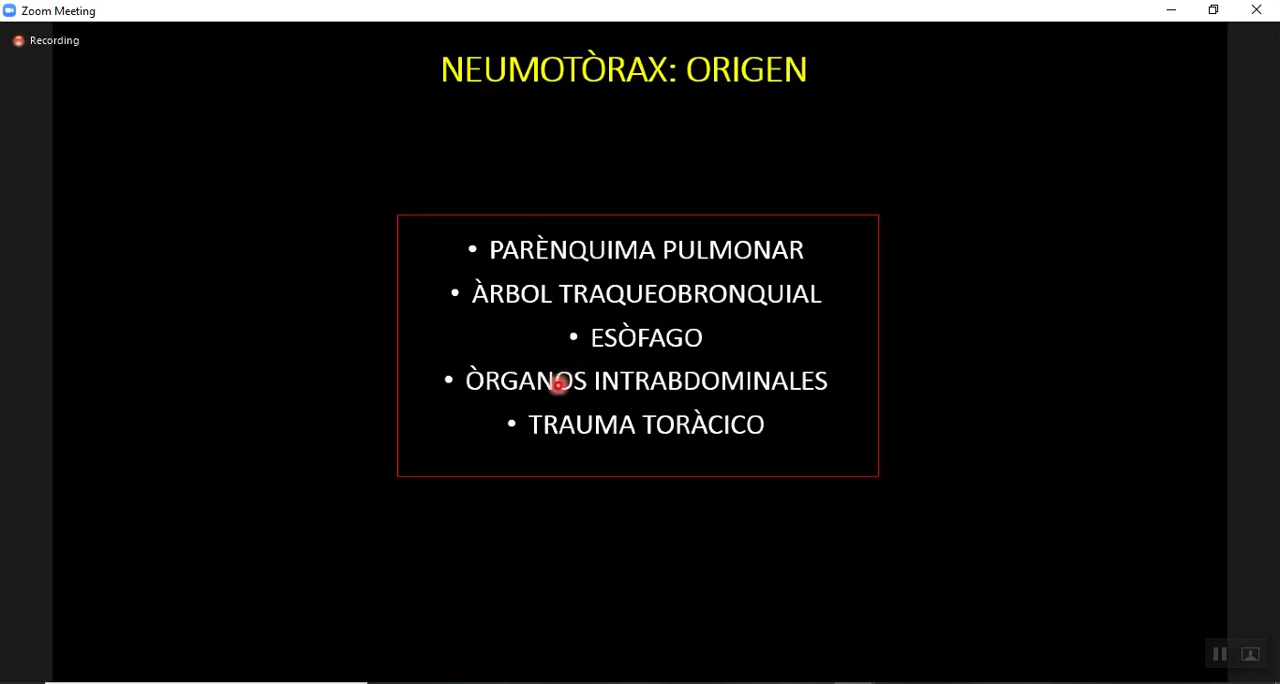 Zoom Meeting
Recording
NEUMOTÒRAX: ORIGEN
• PARÈNQUIMA PULMONAR
• ÀRBOL TRAQUEOBRONQUIAL
• ESÒFAGO
• ÒRGANOS INTRABDOMINALES
• TRAUMA TORÀCICO